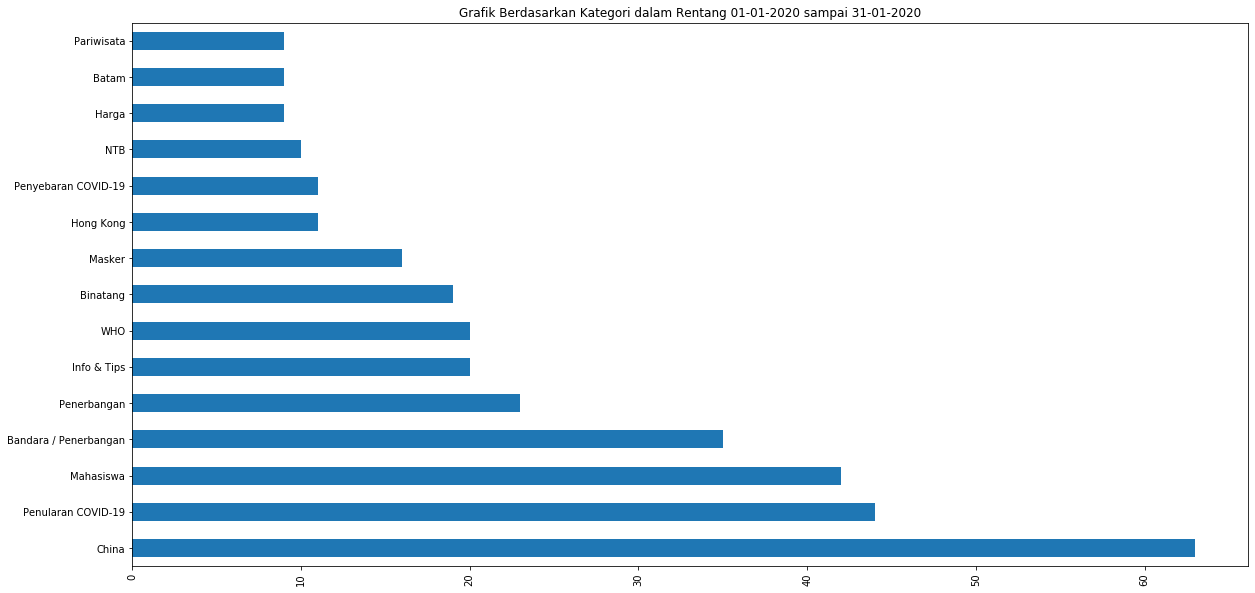 Grafik Berdasarkan Kategori dalam Rentang 01-01-2020 sampai 31-01-2020
Pariwisata
Batam
Harga
NTB
Penyebaran COVID-19
Hong Kong
Masker
Binatang
WHO
Info & Tips
Penerbangan
Bandara / Penerbangan
Mahasiswa
Penularan COVID-19
China
0
10
20
30
40
50
60